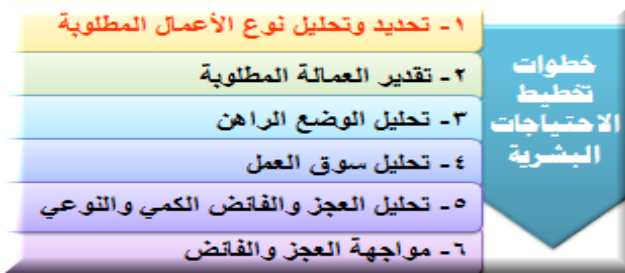 خطوات
تخطيط
الاحتياجات
البشرية
١- تحديد وتحليل نوع الأعمال المطلوبة
٢- تقدير العمالة المطلوبة
٣- تحليل الوضع الراهن
٤- تحليل سوق العمل
٥- تحليل العجز والفائض الكمي والنوعي
٦- مواجهة العجز والفائض